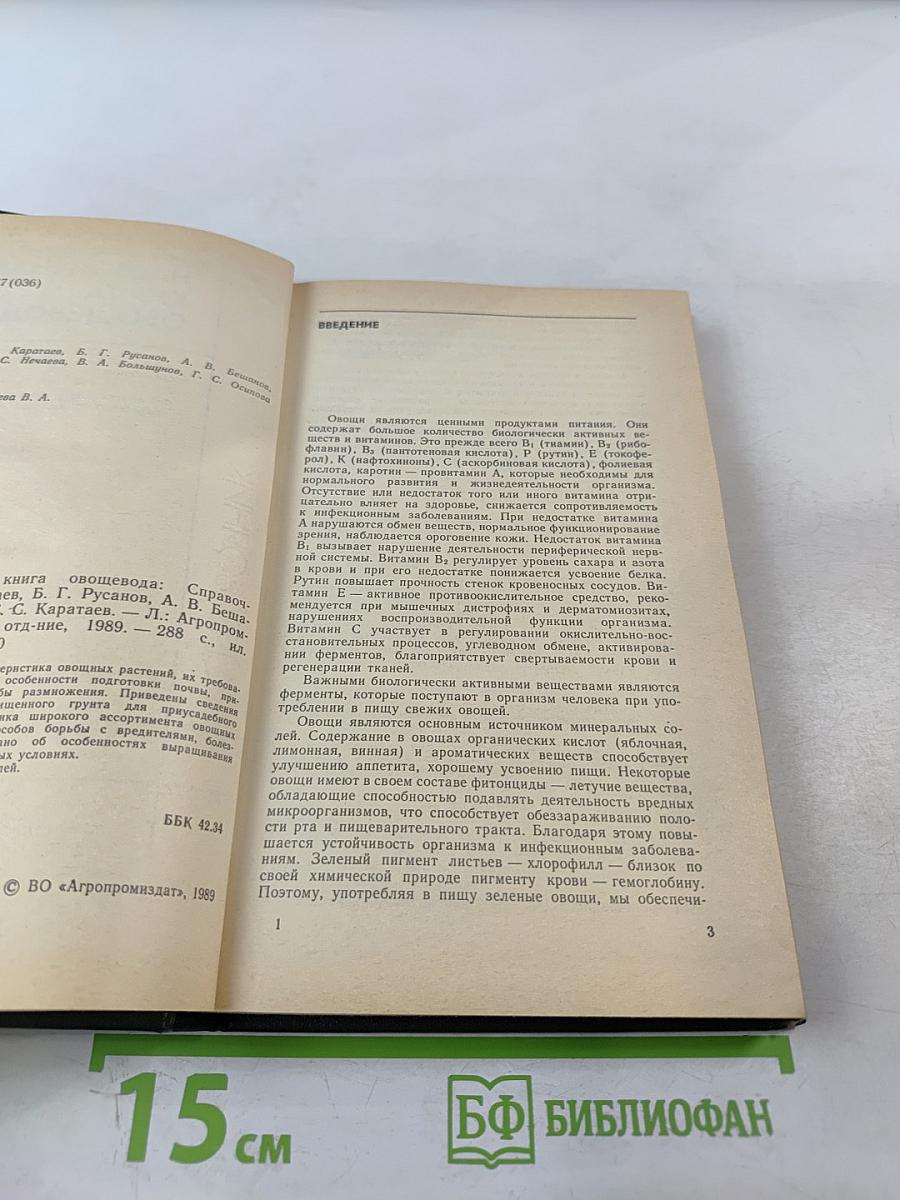 7(036)
Каратаев, Б. Г. Русанов, А. В. Бешанов,
С. Нечаева, В. А. Большунов, Г. С. Осипова
ева В. А.
книга овощевода: Справоч-
аев, Б. Г. Русанов, А. В. Беша-
С. Каратаев. — Л.: Агропром-
отд-ние, 1989. — 288 с., ил.
0
еристика овощных растений, их требова-
особенности подготовки почвы, при-
бы размножения. Приведены сведения
щищенного грунта для приусадебного
ика широкого ассортимента овощных
особов борьбы с вредителями, болез-
ано об особенностях выращивания
ых условиях.
лей.
ББК 42.34
© ВО «Агропромиздат», 1989
ВВЕДЕНИЕ
Овощи являются ценными продуктами питания. Они
содержат большое количество биологически активных ве-
ществ и витаминов. Это прежде всего B₁ (тиамин), B₂ (рибо-
флавин), B₃ (пантотеновая кислота), P (рутин), E (токофе-
рол), K (нафтохиноны), C (аскорбиновая кислота), фолиевая
кислота, каротин — провитамин A, которые необходимы для
нормального развития и жизнедеятельности организма.
Отсутствие или недостаток того или иного витамина отри-
цательно влияет на здоровье, снижается сопротивляемость
к инфекционным заболеваниям. При недостатке витамина
A нарушаются обмен веществ, нормальное функционирование
зрения, наблюдается ороговение кожи. Недостаток витамина
B₁ вызывает нарушение деятельности периферической нерв-
ной системы. Витамин B₂ регулирует уровень сахара и азота
в крови и при его недостатке понижается усвоение белка.
Рутин повышает прочность стенок кровеносных сосудов. Ви-
тамин E — активное противоокислительное средство, реко-
мендуется при мышечных дистрофиях и дерматомиозитах,
нарушениях воспроизводительной функции организма.
Витамин C участвует в регулировании окислительно-вос-
становительных процессов, углеводном обмене, активирова-
нии ферментов, благоприятствует свертываемости крови и
регенерации тканей.
Важными биологически активными веществами являются
ферменты, которые поступают в организм человека при упо-
треблении в пищу свежих овощей.
Овощи являются основным источником минеральных со-
лей. Содержание в овощах органических кислот (яблочная,
лимонная, винная) и ароматических веществ способствует
улучшению аппетита, хорошему усвоению пищи. Некоторые
овощи имеют в своем составе фитонциды — летучие вещества,
обладающие способностью подавлять деятельность вредных
микроорганизмов, что способствует обеззараживанию поло-
сти рта и пищеварительного тракта. Благодаря этому повы-
шается устойчивость организма к инфекционным заболева-
ниям. Зеленый пигмент листьев — хлорофилл — близок по
своей химической природе пигменту крови — гемоглобину.
Поэтому, употребляя в пищу зеленые овощи, мы обеспечи-
1
3
15 см
БФ БИБЛИОФАН